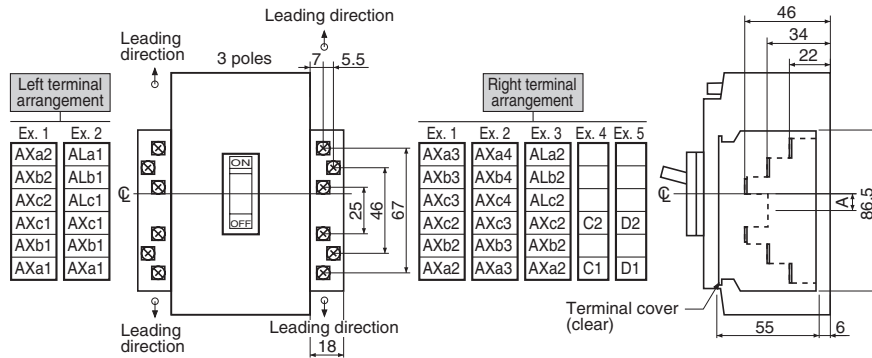 Leading direction
Leading
direction
3 poles
7
5.5
46
34
22
Left terminal
arrangement
Right terminal
arrangement
Ex. 1
Ex. 2
AXa2
ALa1
AXb2
ALb1
AXc2
ALc1
AXc1
AXc1
AXb1
AXb1
AXa1
AXa1
ON
OFF
℄
25
46
67
Ex. 1
Ex. 2
Ex. 3
Ex. 4
Ex. 5
AXa3
AXa4
ALa2
AXb3
AXb4
ALb2
AXc3
AXc4
ALc2
AXc2
AXc3
AXc2
C2
D2
AXb2
AXb3
AXb2
AXa2
AXa3
AXa2
C1
D1
℄
A
86.5
Leading
direction
Leading direction
18
Terminal cover
(clear)
55
6